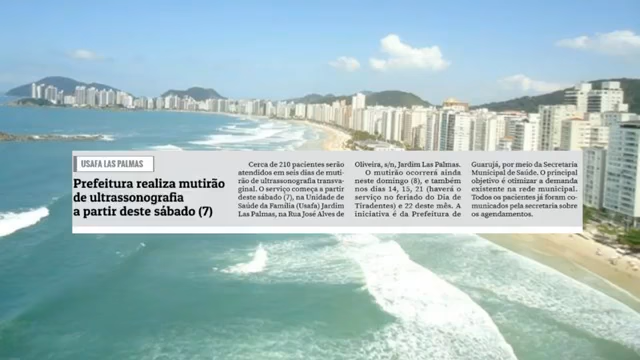 USAFA LAS PALMAS
Prefeitura realiza mutirão
de ultrassonografia
a partir deste sábado (7)
Cerca de 210 pacientes serão
atendidos em seis dias de muti-
rão de ultrassonografia transva-
ginal. O serviço começa a partir
deste sábado (7), na Unidade de
Saúde da Família (Usafa) Jardim
Las Palmas, na Rua José Alves de
Oliveira, s/n, Jardim Las Palmas.
O mutirão ocorrerá ainda
neste domingo (8), e também
nos dias 14, 15, 21 (haverá o
serviço no feriado do Dia de
Tiradentes) e 22 deste mês. A
iniciativa é da Prefeitura de
Guarujá, por meio da Secretaria
Municipal de Saúde. O principal
objetivo é otimizar a demanda
existente na rede municipal.
Todos os pacientes já foram co-
municados pela secretaria sobre
os agendamentos.